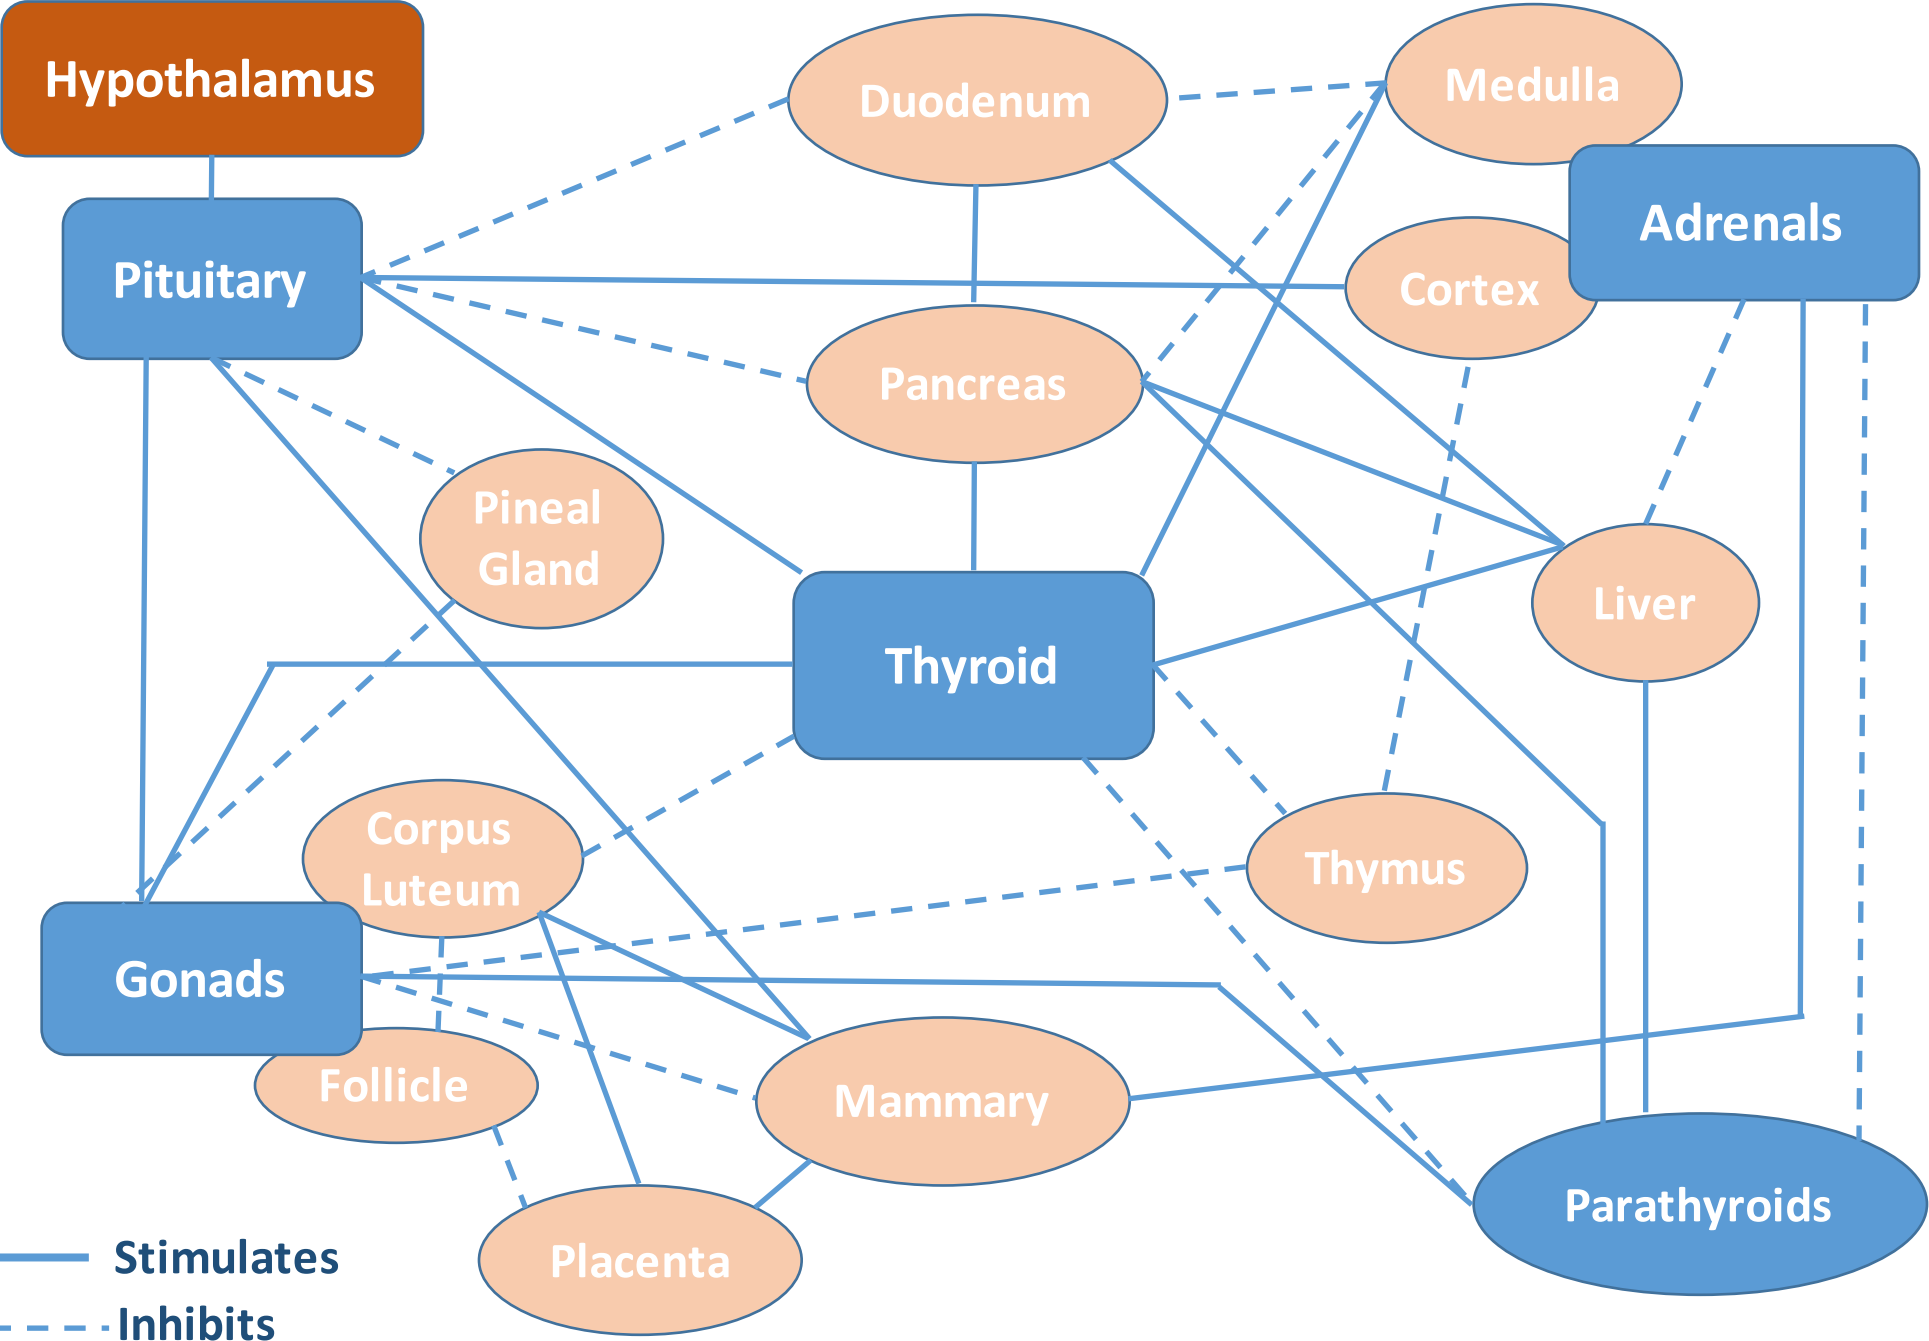 Hypothalamus
Duodenum
Medulla
Adrenals
Pituitary
Cortex
Pancreas
Pineal
Gland
Liver
Thyroid
Corpus
Luteum
Thymus
Gonads
Follicle
Mammary
Parathyroids
Placenta
Stimulates
Inhibits